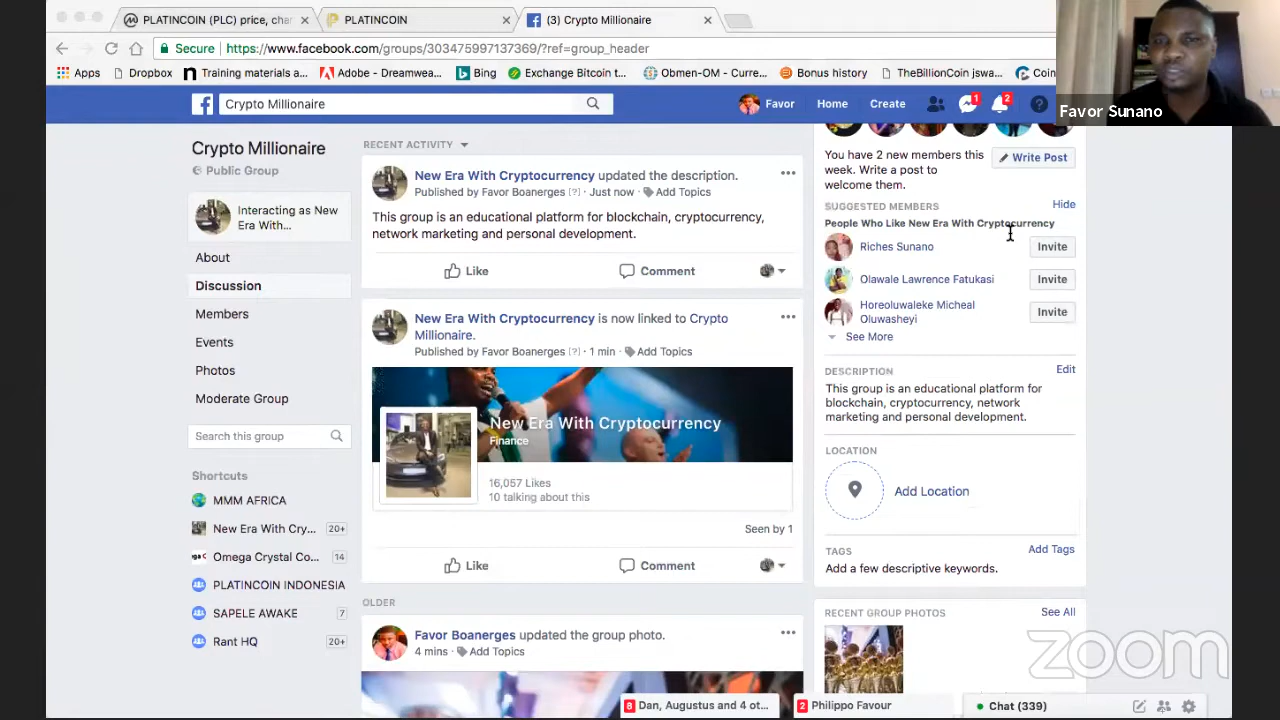 PLATINCOIN (PLC) price, char
PLATINCOIN
(3) Crypto Millionaire
Secure
https://www.facebook.com/groups/303475997137369/?ref=group_header
Apps
Dropbox
Training materials a...
Adobe - Dreamwea...
Bing
Exchange Bitcoin t...
Obmen-OM - Curre...
Bonus history
TheBillionCoin jswa...
Coin
Favor Sunano
Crypto Millionaire
Favor
Home
Create
1
2
Crypto Millionaire
Public Group
Interacting as New
Era With...
About
Discussion
Members
Events
Photos
Moderate Group
Search this group
Shortcuts
MMM AFRICA
New Era With Cry... 20+
Omega Crystal Co... 14
PLATINCOIN INDONESIA
SAPELE AWAKE 7
Rant HQ 20+
RECENT ACTIVITY
New Era With Cryptocurrency updated the description.
Published by Favor Boanerges [?] · Just now · Add Topics
This group is an educational platform for blockchain, cryptocurrency,
network marketing and personal development.
Like
Comment
New Era With Cryptocurrency is now linked to Crypto
Millionaire.
Published by Favor Boanerges [?] · 1 min · Add Topics
New Era With Cryptocurrency
Finance
16,057 Likes
10 talking about this
Seen by 1
Like
Comment
OLDER
Favor Boanerges updated the group photo.
4 mins · Add Topics
You have 2 new members this
week. Write a post to
welcome them.
Write Post
SUGGESTED MEMBERS
Hide
People Who Like New Era With Cryptocurrency
Riches Sunano
Invite
Olawale Lawrence Fatukasi
Invite
Horeoluwaleke Micheal
Oluwasheyi
Invite
See More
DESCRIPTION
Edit
This group is an educational platform for
blockchain, cryptocurrency, network
marketing and personal development.
LOCATION
Add Location
TAGS
Add Tags
Add a few descriptive keywords.
RECENT GROUP PHOTOS
See All
zoom
8 Dan, Augustus and 4 ot...
2 Philippo Favour
Chat (339)